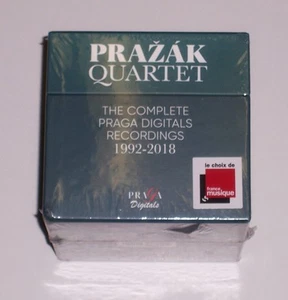 PRAŽÁK
QUARTET
THE COMPLETE
PRAGA DIGITALS
RECORDINGS
1992-2018
le choix de
france
musique
PRAGA
Digitals